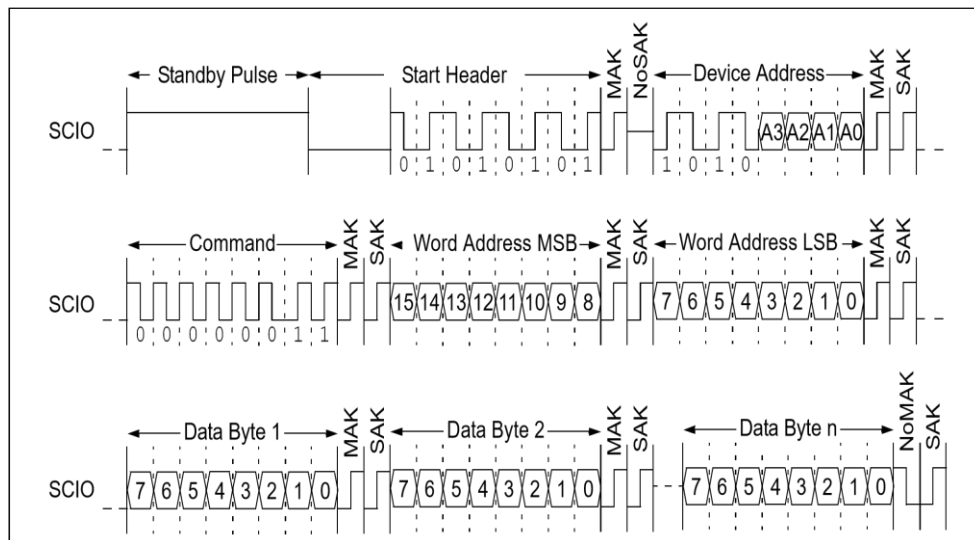 Standby Pulse Start Header MAK NoSAK Device Address MAK SAK
SCIO A3 A2 A1 A0
0 1 0 1 0 1 0 1 1 0 1 0
Command MAK SAK Word Address MSB MAK SAK Word Address LSB MAK SAK
SCIO 15 14 13 12 11 10 9 8 7 6 5 4 3 2 1 0
0 0 0 0 0 0 1 1
Data Byte 1 MAK SAK Data Byte 2 MAK SAK Data Byte n NoMAK SAK
SCIO 7 6 5 4 3 2 1 0 7 6 5 4 3 2 1 0 7 6 5 4 3 2 1 0